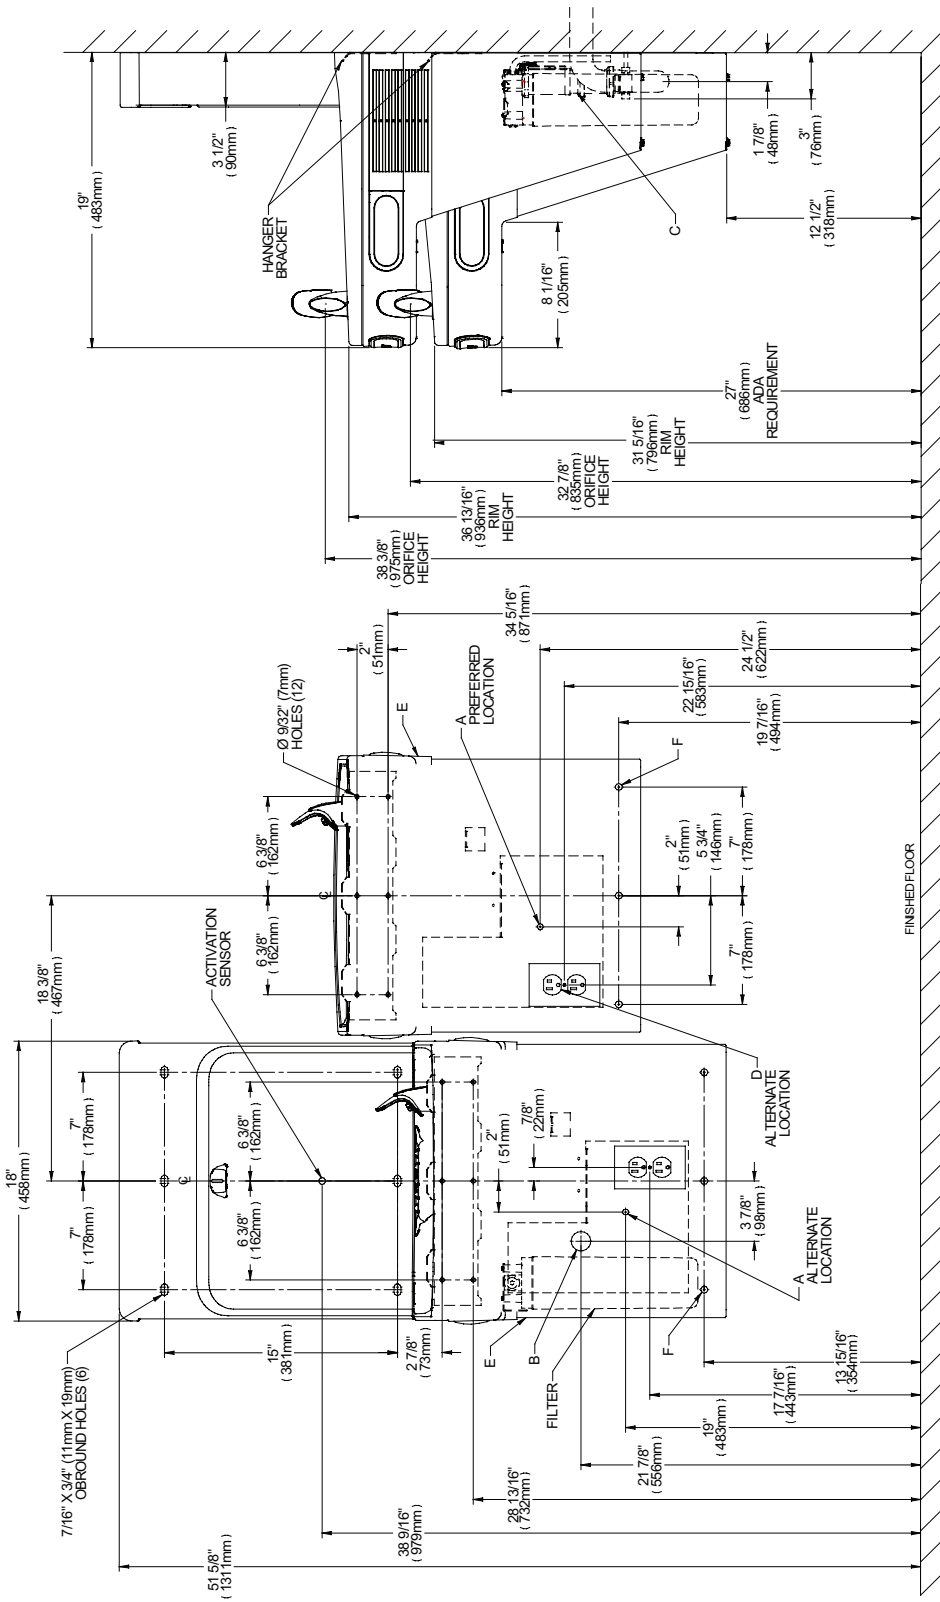 19"
( 483mm )
3 1/2"
( 90mm )
HANGER
BRACKET
8 1/16"
( 205mm )
C
1 7/8"
( 48mm )
3"
( 76mm )
12 1/2"
( 318mm )
27"
( 686mm )
ADA
REQUIREMENT
31 5/16"
( 796mm )
RIM
HEIGHT
32 7/8"
( 835mm )
ORIFICE
HEIGHT
36 13/16"
( 936mm )
RIM
HEIGHT
38 3/8"
( 975mm )
ORIFICE
HEIGHT
34 5/16"
( 871mm )
24 1/2"
( 622mm )
22 15/16"
( 583mm )
19 7/16"
( 494mm )
2"
( 51mm )
Ø 9/32" (7mm)
HOLES (12)
E
A
PREFERRED
LOCATION
F
6 3/8"
( 162mm )
6 3/8"
( 162mm )
C
18 3/8"
( 467mm )
ACTIVATION
SENSOR
2"
( 51mm )
5 3/4"
( 146mm )
7"
( 178mm )
7"
( 178mm )
FINISHED FLOOR
D
ALTERNATE
LOCATION
18"
( 458mm )
7"
( 178mm )
7"
( 178mm )
C
6 3/8"
( 162mm )
6 3/8"
( 162mm )
2"
( 51mm )
7/8"
( 22mm )
3 7/8"
( 98mm )
A
ALTERNATE
LOCATION
7/16" X 3/4" (11mm X 19mm)
OBROUND HOLES (6)
15"
( 381mm )
2 7/8"
( 73mm )
E
B
FILTER
F
13 15/16"
( 354mm )
17 7/16"
( 443mm )
19"
( 483mm )
21 7/8"
( 556mm )
28 13/16"
( 732mm )
38 9/16"
( 979mm )
51 5/8"
( 1311mm )